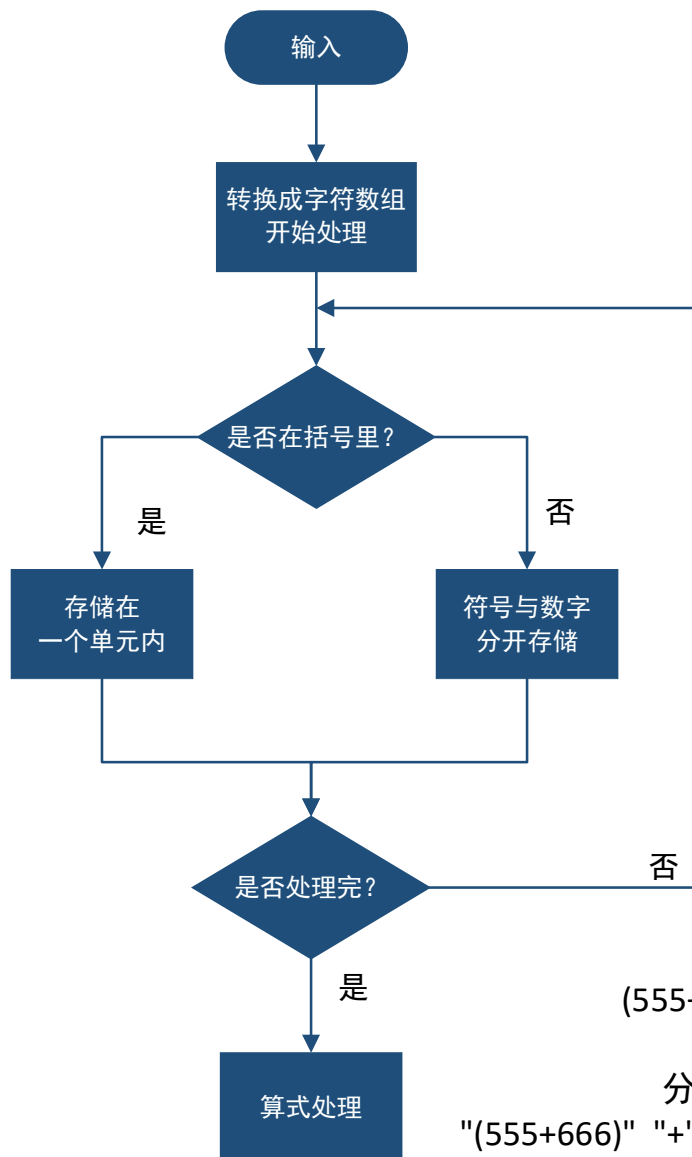 输入
转换成字符数组
开始处理
是否在括号里?
是
否
存储在
一个单元内
符号与数字
分开存储
是否处理完?
否
是
(555+
算式处理
分
"(555+666)" "+"